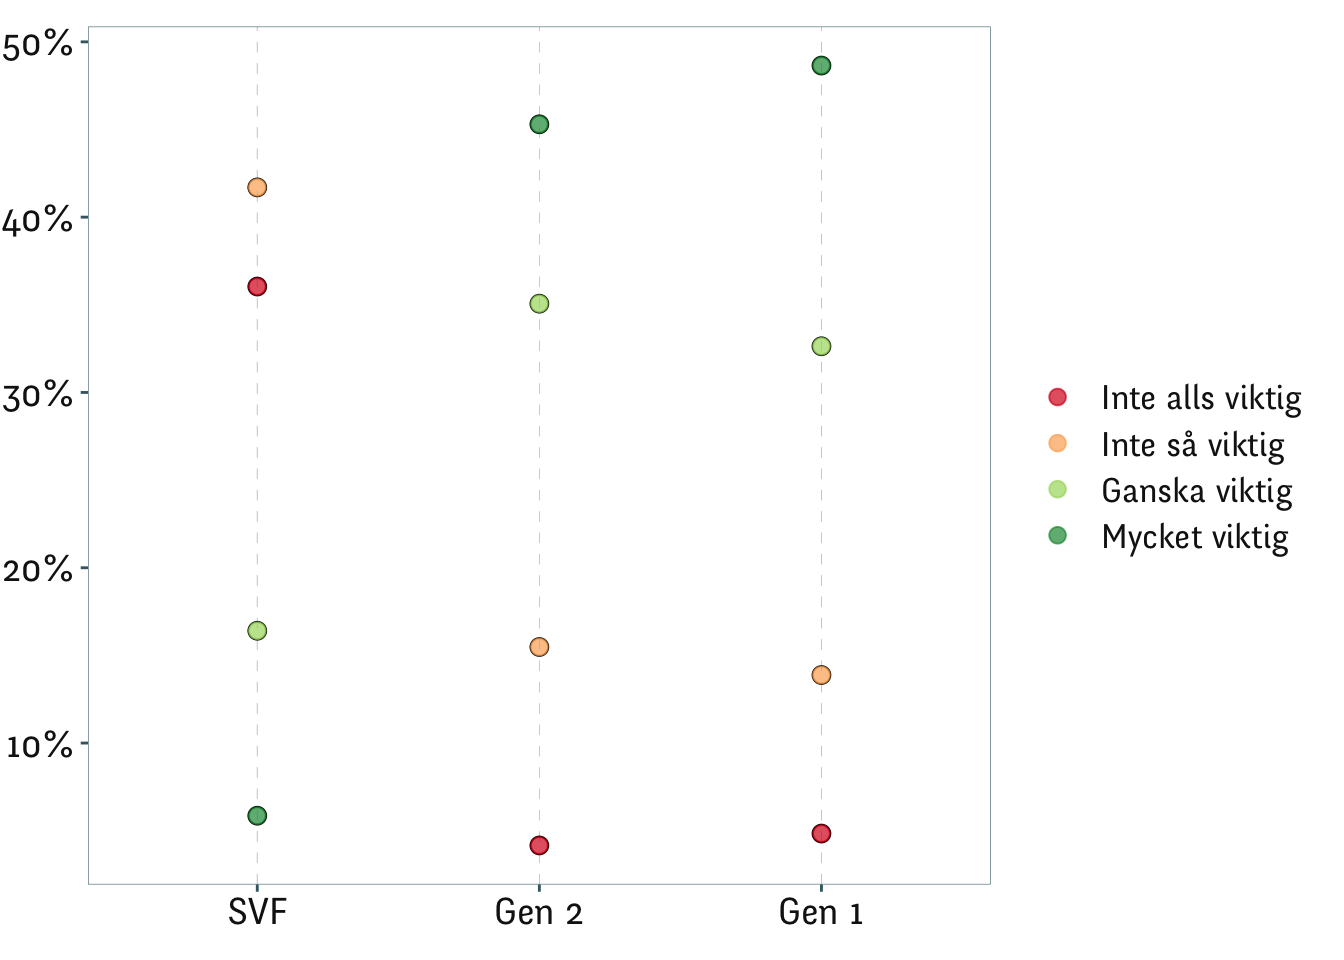 50%
40%
30%
20%
10%
SVF
Gen 2
Gen 1
Inte alls viktig
Inte så viktig
Ganska viktig
Mycket viktig